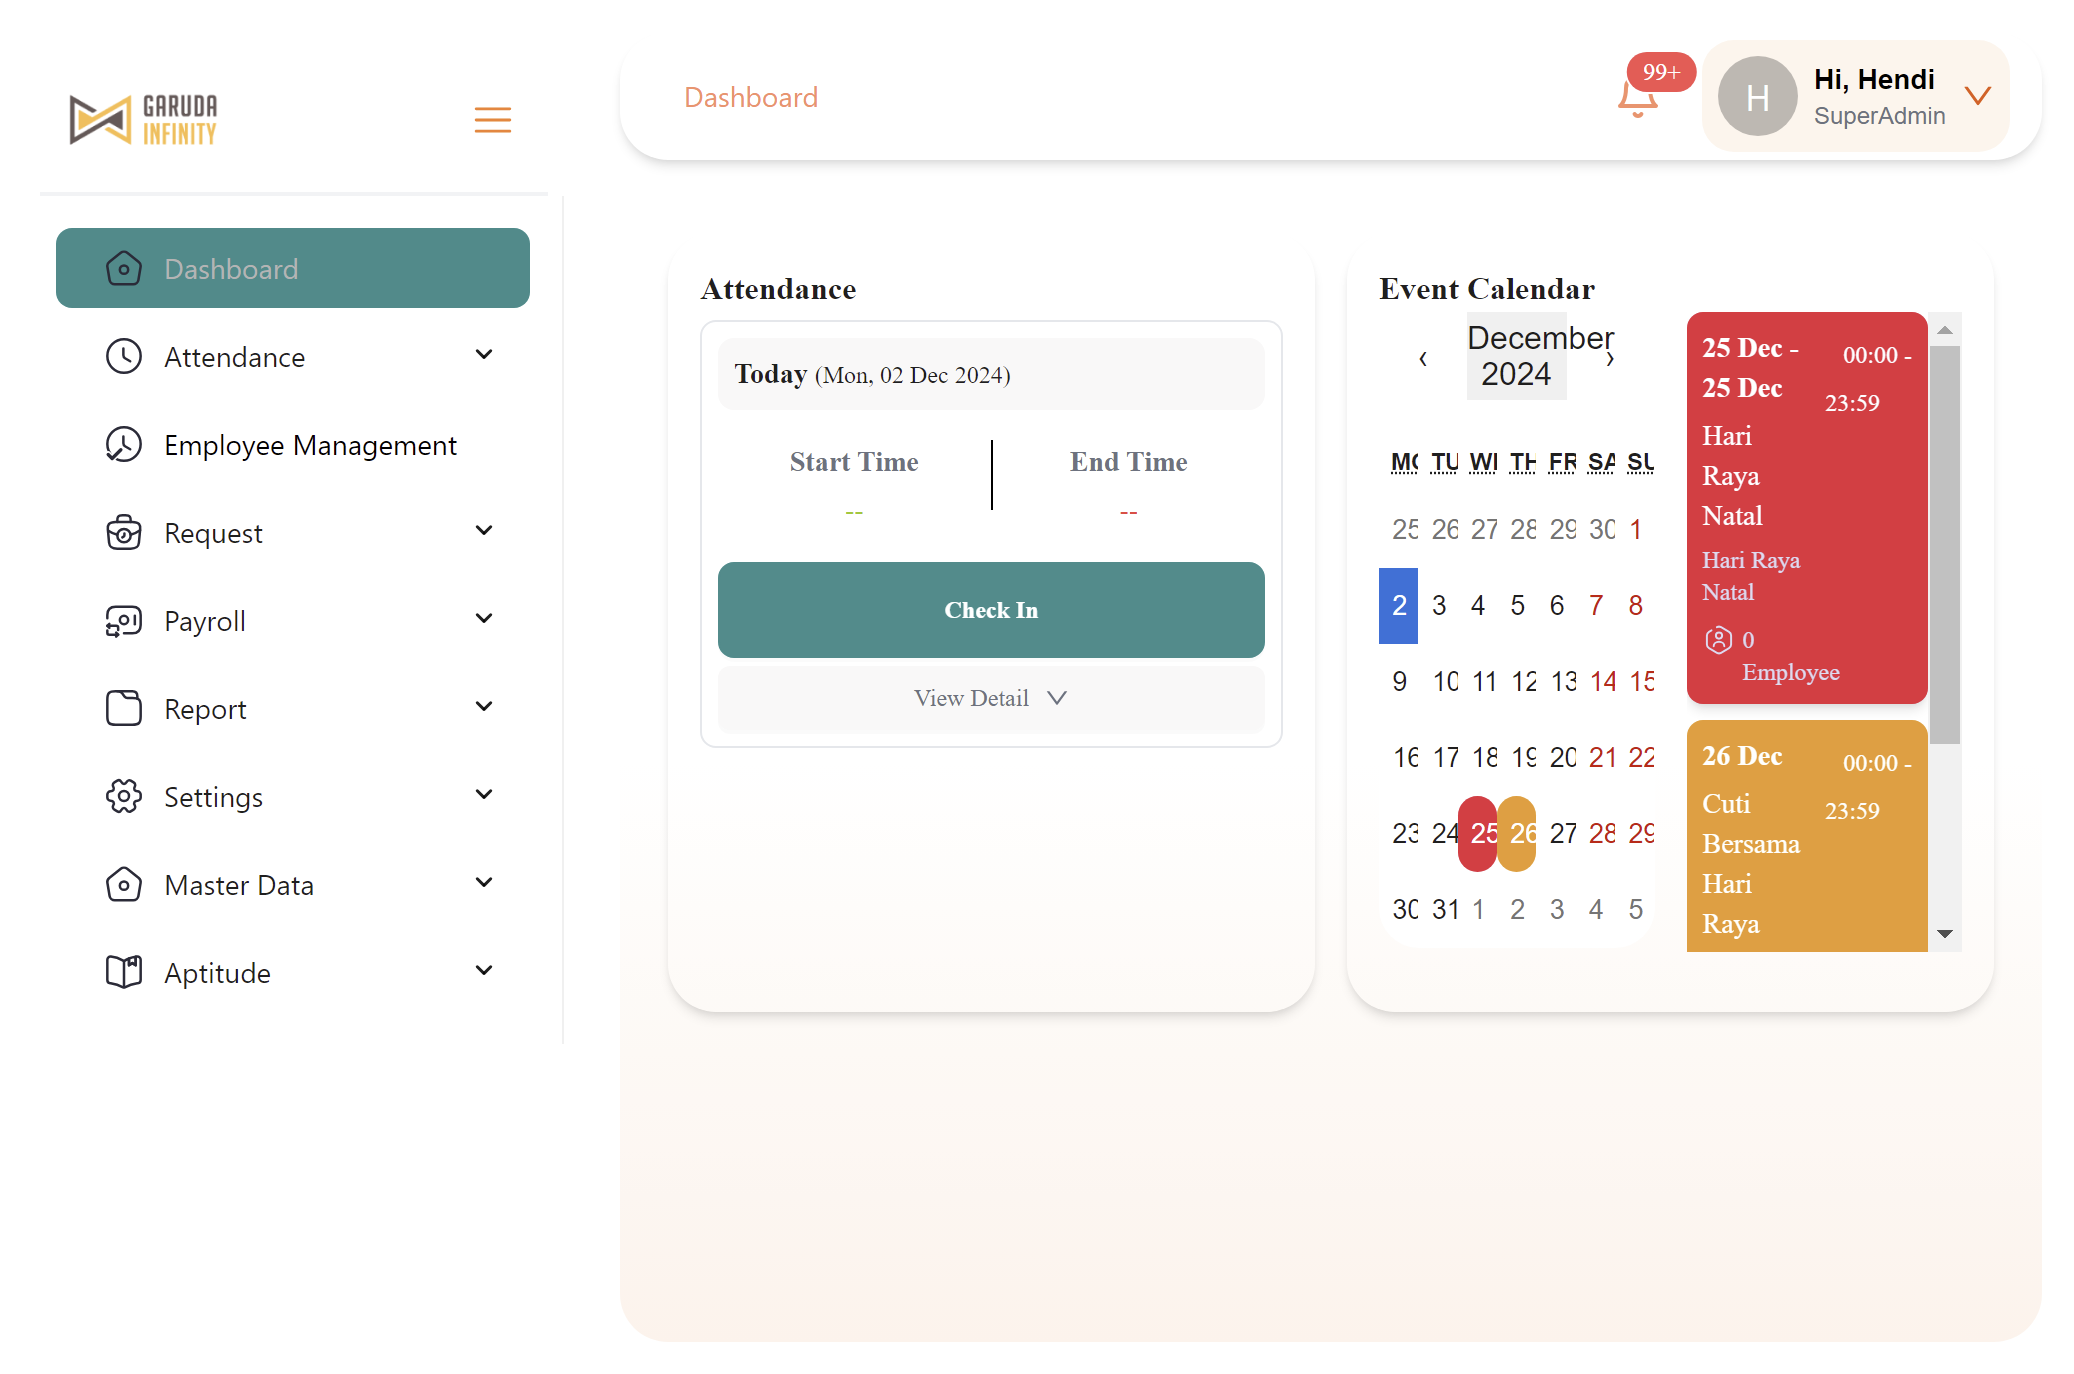 GARUDA
INFINITY
Dashboard
Attendance
Employee Management
Request
Payroll
Report
Settings
Master Data
Aptitude
Dashboard
99+
H
Hi, Hendi
SuperAdmin
Attendance
Today (Mon, 02 Dec 2024)
Start Time
End Time
--
--
Check In
View Detail
Event Calendar
‹
December
2024
›
MO TU WE TH FR SA SU
25 26 27 28 29 30 1
2 3 4 5 6 7 8
9 10 11 12 13 14 15
16 17 18 19 20 21 22
23 24 25 26 27 28 29
30 31 1 2 3 4 5
25 Dec -
25 Dec
00:00 -
23:59
Hari
Raya
Natal
Hari Raya
Natal
0
Employee
26 Dec
00:00 -
23:59
Cuti
Bersama
Hari
Raya